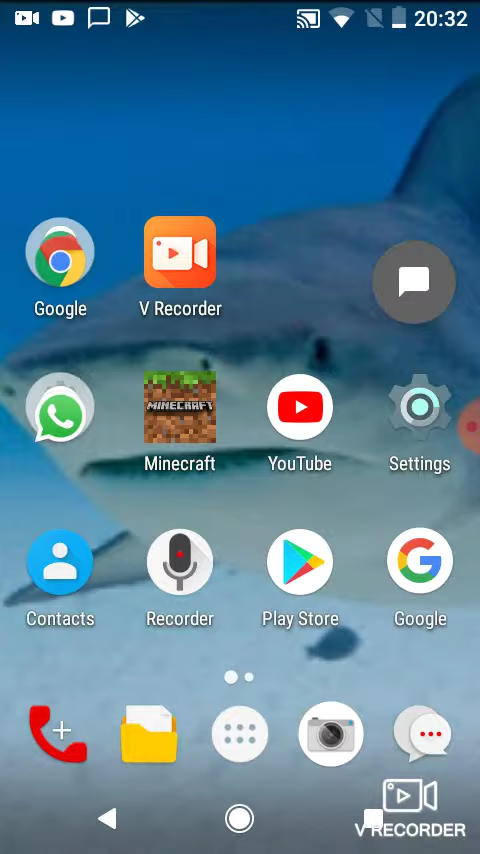 20:32
Google
V Recorder
MINECRAFT
Minecraft
YouTube
Settings
Contacts
Recorder
Play Store
Google
V RECORDER